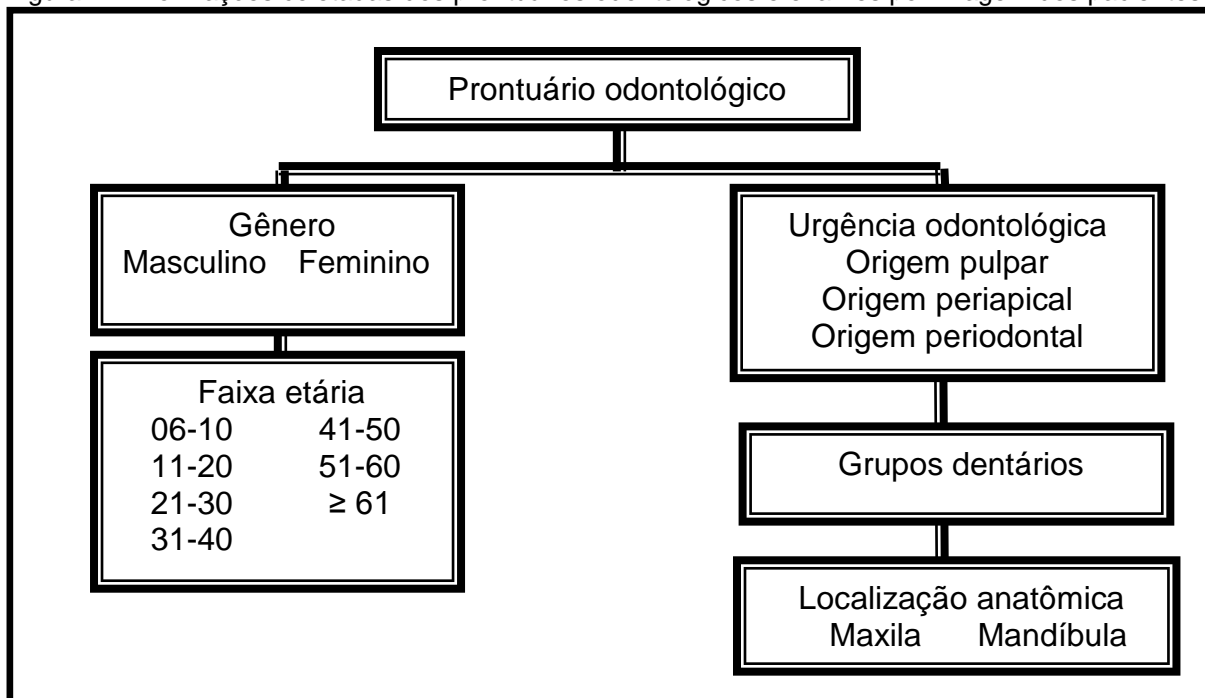 Prontuário odontológico
Gênero
Masculino Feminino
Faixa etária
06-10 41-50
11-20 51-60
21-30 ≥ 61
31-40
Urgência odontológica
Origem pulpar
Origem periapical
Origem periodontal
Grupos dentários
Localização anatômica
Maxila Mandíbula